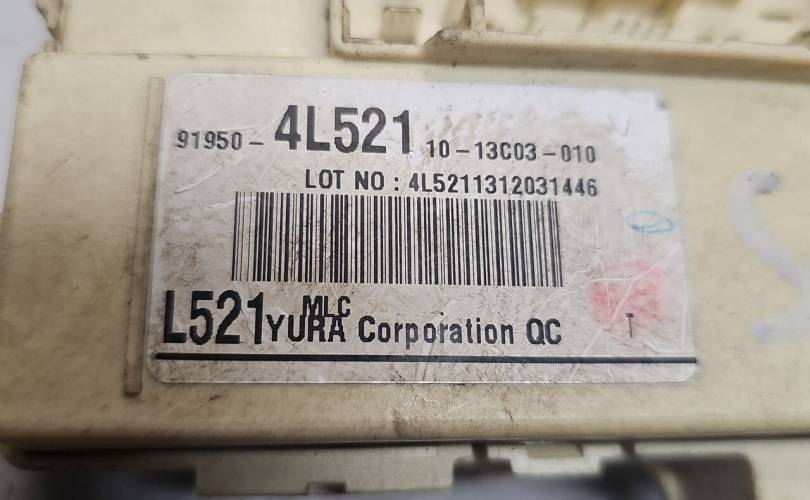 91950- 4L521 10-13C03-010
LOT NO : 4L5211312031446
MLC
L521 YURA Corporation QC
T